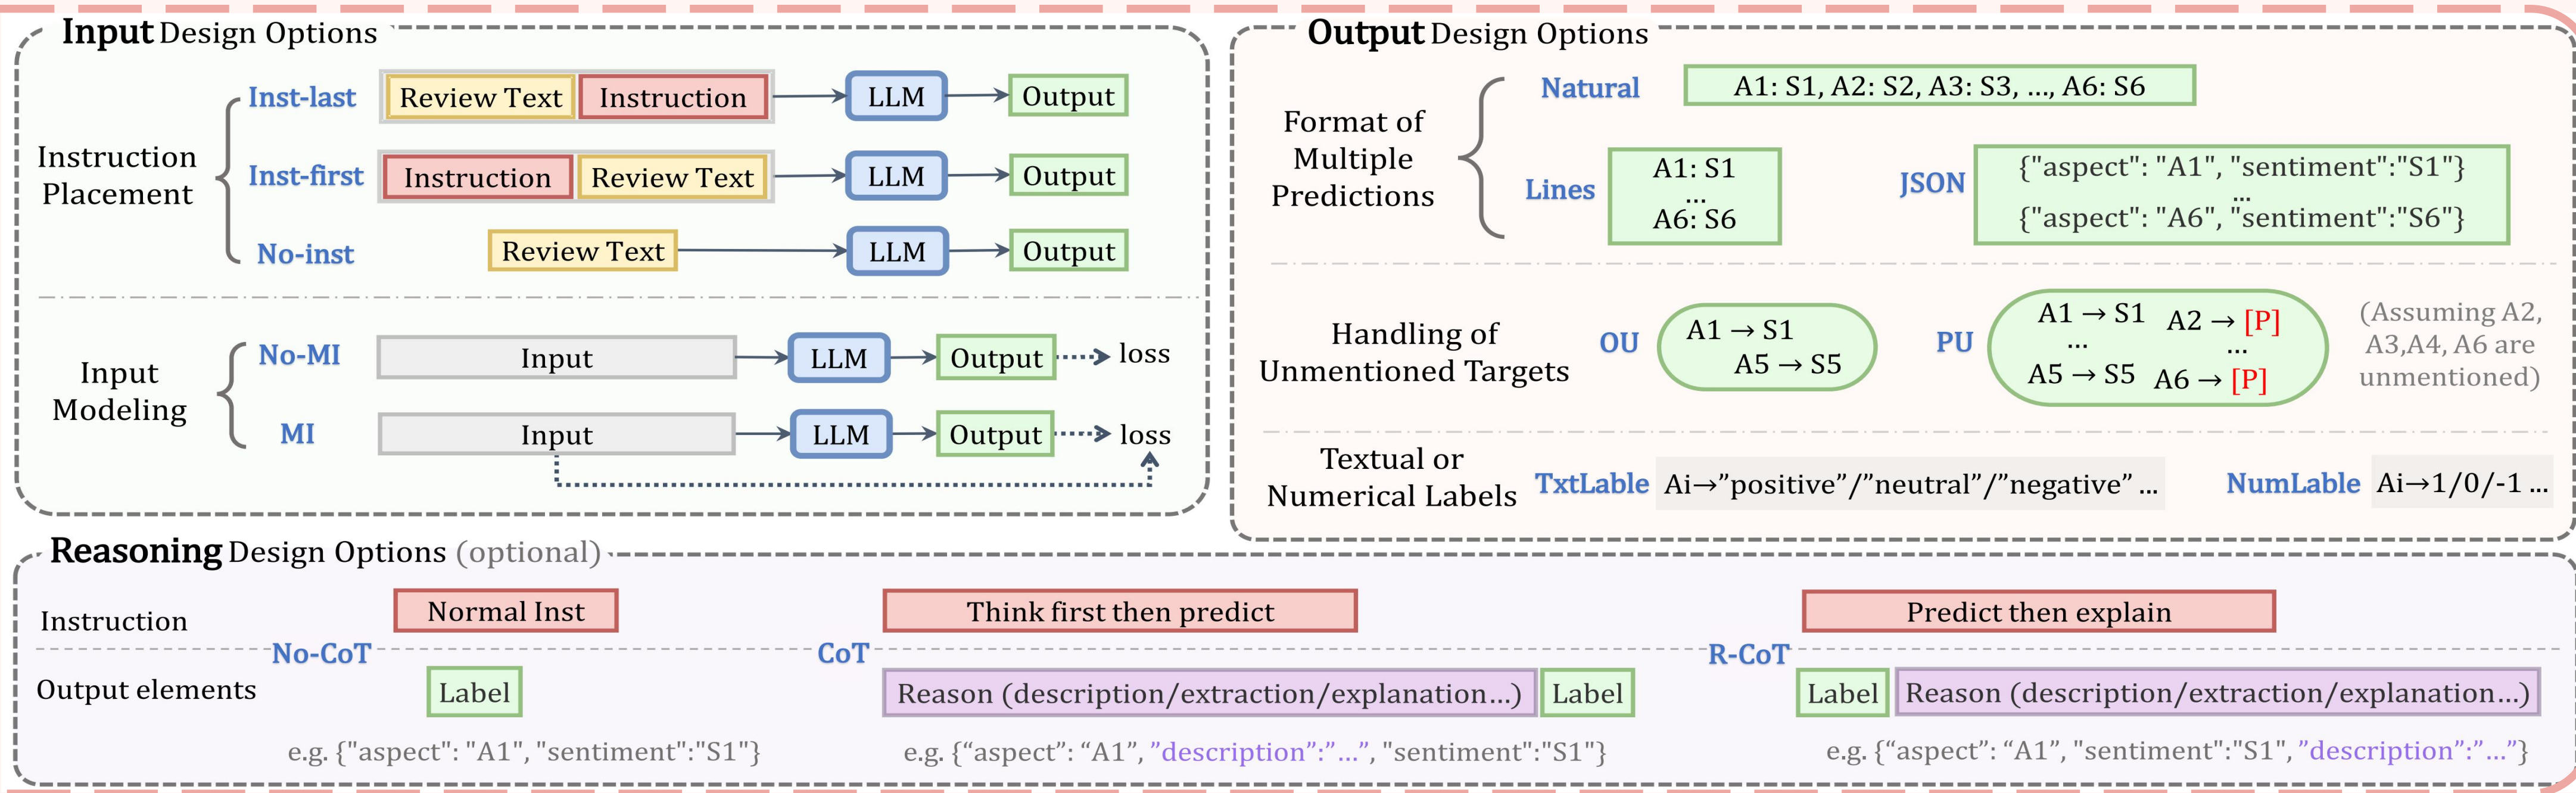 Input Design Options
Instruction
Placement
Inst-last
Review Text
Instruction
LLM
Output
Inst-first
Instruction
Review Text
LLM
Output
No-inst
Review Text
LLM
Output
Input
Modeling
No-MI
Input
LLM
Output
loss
MI
Input
LLM
Output
loss
Output Design Options
Format of
Multiple
Predictions
Natural
A1: S1, A2: S2, A3: S3, ..., A6: S6
Lines
A1: S1
...
A6: S6
JSON
{"aspect": "A1", "sentiment":"S1"}
...
{"aspect": "A6", "sentiment":"S6"}
Handling of
Unmentioned Targets
OU
A1 → S1
A5 → S5
PU
A1 → S1 A2 → [P]
... ...
A5 → S5 A6 → [P]
(Assuming A2,
A3,A4, A6 are
unmentioned)
Textual or
Numerical Labels
TxtLable
Ai→”positive”/”neutral”/”negative” ...
NumLable
Ai→1/0/-1 ...
Reasoning Design Options (optional)
Instruction
Normal Inst
Think first then predict
Predict then explain
No-CoT
CoT
R-CoT
Output elements
Label
Reason (description/extraction/explanation...)
Label
Label
Reason (description/extraction/explanation...)
e.g. {"aspect": "A1", "sentiment":"S1"}
e.g. {“aspect”: “A1”, ”description”:”...”, "sentiment":"S1"}
e.g. {“aspect”: “A1”, "sentiment":"S1", ”description”:”...”}